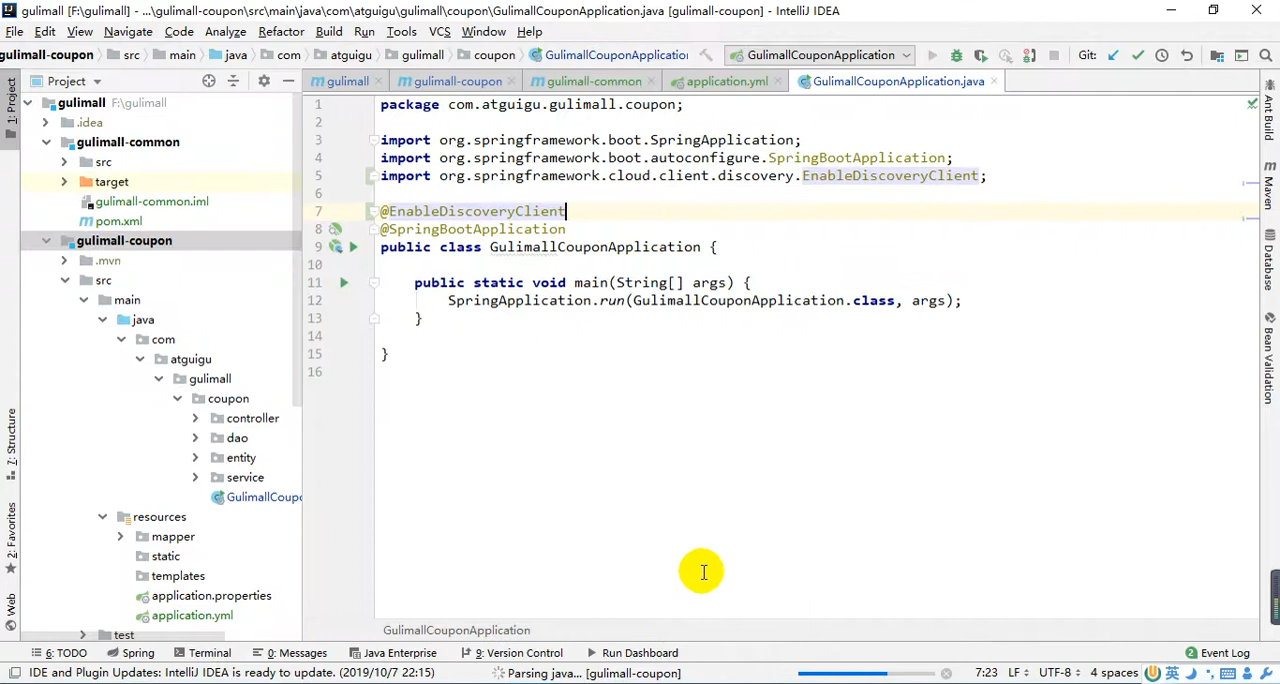 gulimall [F:\gulimall] - ...\gulimall-coupon\src\main\java\com\atguigu\gulimall\coupon\GulimallCouponApplication.java [gulimall-coupon] - IntelliJ IDEA
File Edit View Navigate Code Analyze Refactor Build Run Tools VCS Window Help
gulimall-coupon src main java com atguigu gulimall coupon GulimallCouponApplication GulimallCouponApplication Git:
Project gulimall gulimall-coupon gulimall-common application.yml GulimallCouponApplication.java
1: Project
7: Structure
2: Favorites
Web
gulimall F:\gulimall
.idea
gulimall-common
src
target
gulimall-common.iml
pom.xml
gulimall-coupon
.mvn
src
main
java
com
atguigu
gulimall
coupon
controller
dao
entity
service
GulimallCoupo
resources
mapper
static
templates
application.properties
application.yml
test
1 package com.atguigu.gulimall.coupon;
2
3 import org.springframework.boot.SpringApplication;
4 import org.springframework.boot.autoconfigure.SpringBootApplication;
5 import org.springframework.cloud.client.discovery.EnableDiscoveryClient;
6
7 @EnableDiscoveryClient
8 @SpringBootApplication
9 public class GulimallCouponApplication {
10
11 public static void main(String[] args) {
12 SpringApplication.run(GulimallCouponApplication.class, args);
13 }
14
15 }
16
GulimallCouponApplication
Ant Build
Maven
Database
Bean Validation
6: TODO Spring Terminal 0: Messages Java Enterprise 9: Version Control Run Dashboard 2 Event Log
IDE and Plugin Updates: IntelliJ IDEA is ready to update. (2019/10/7 22:15) Parsing java... [gulimall-coupon] 7:23 LF UTF-8 4 spaces 英